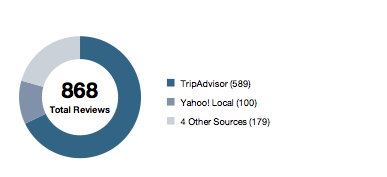 868
Total Reviews
TripAdvisor (589)
Yahoo! Local (100)
4 Other Sources (179)